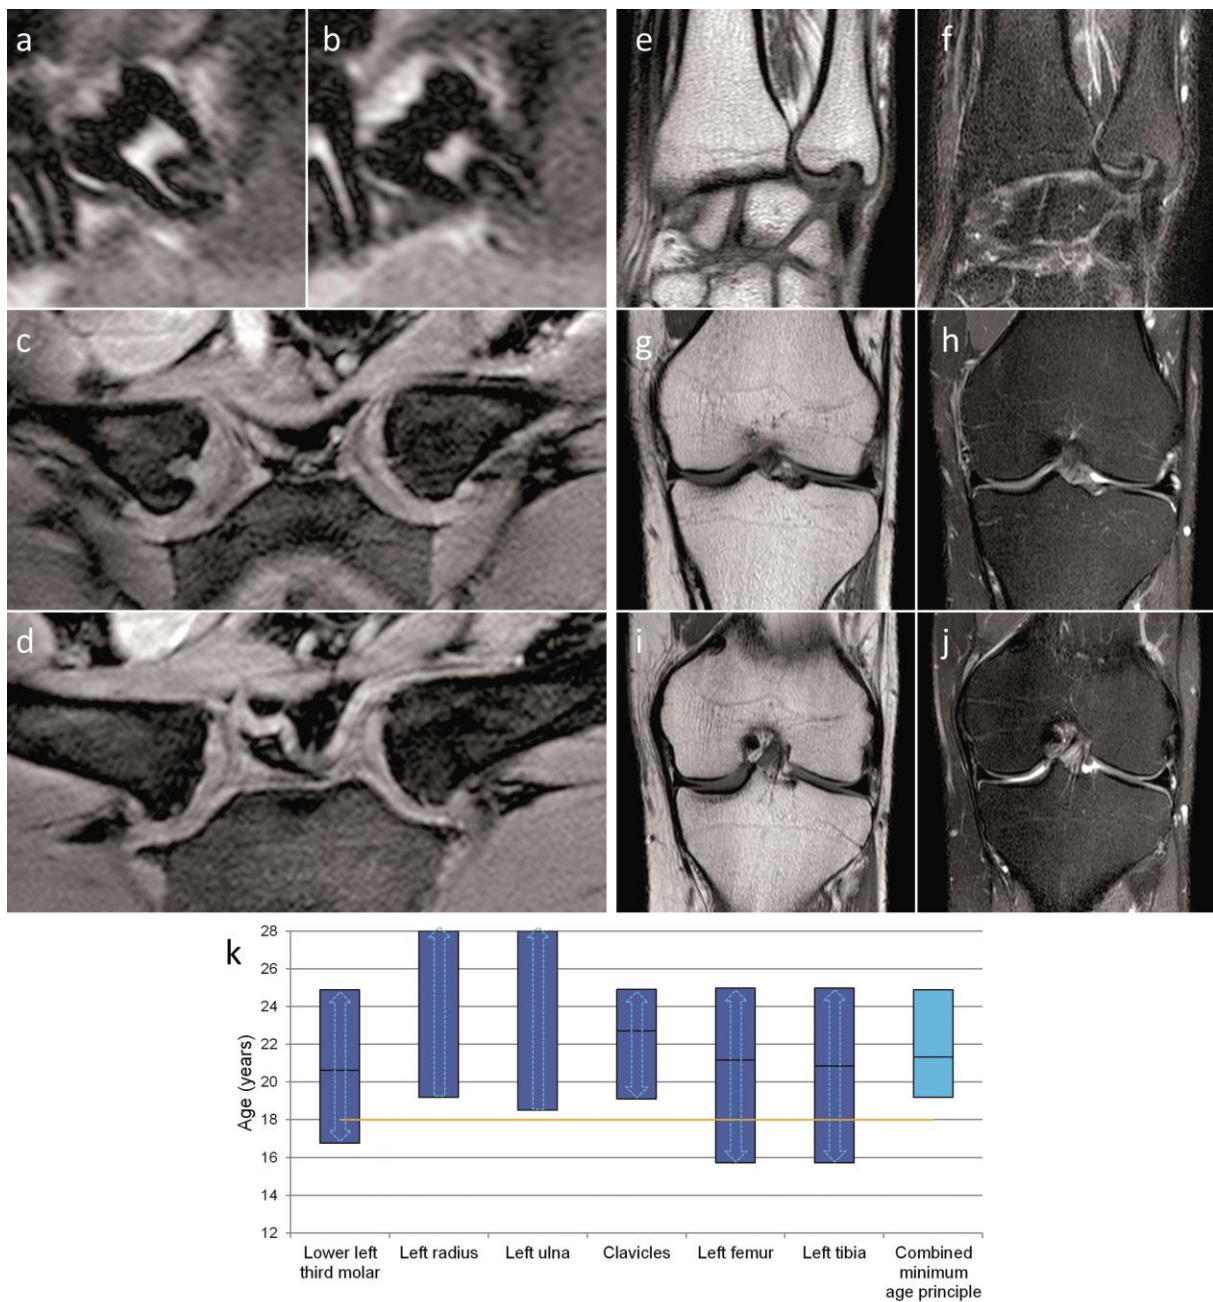 a
b
e
f
c
g
h
d
i
j
k
28
26
24
22
20
18
16
14
12
Age (years)
Lower left
third molar
Left radius
Left ulna
Clavicles
Left femur
Left tibia
Combined
minimum
age principle